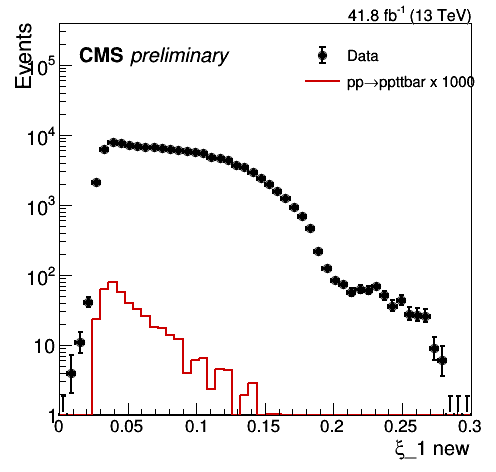 41.8 fb⁻¹ (13 TeV)
Events
CMS preliminary
Data
pp→ppttbar x 1000
10⁵
10⁴
10³
10²
10
1
0 0.05 0.1 0.15 0.2 0.25 0.3
ξ_1 new